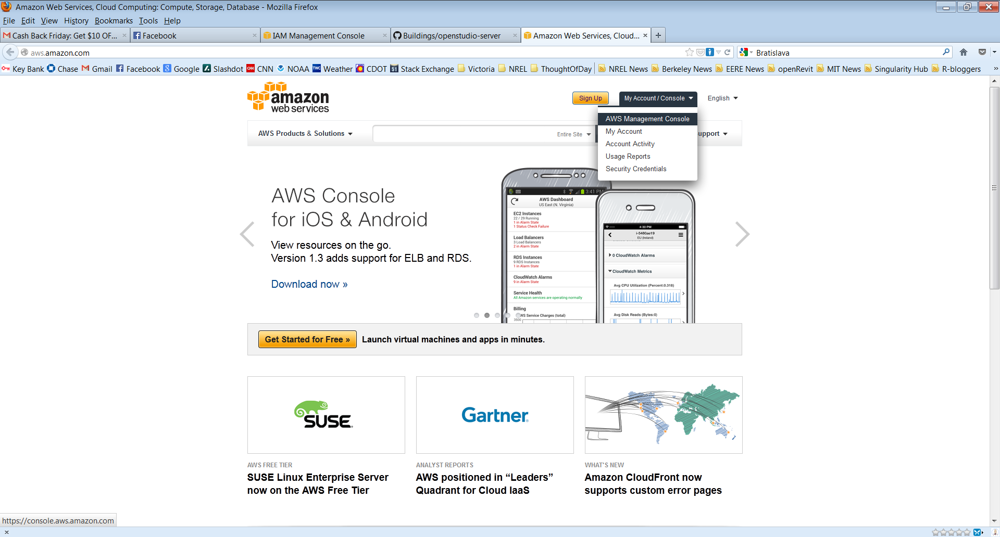 Amazon Web Services, Cloud Computing: Compute, Storage, Database - Mozilla Firefox
File Edit View History Bookmarks Tools Help
Cash Back Friday: Get $10 OF... Facebook IAM Management Console Buildings/openstudio-server Amazon Web Services, Cloud...
aws.amazon.com Bratislava
Key Bank Chase Gmail Facebook Google Slashdot CNN NOAA Weather CDOT Stack Exchange Victoria NREL ThoughtOfDay NREL News Berkeley News EERE News openRevit MIT News Singularity Hub R-bloggers »
amazon
web services
Sign Up My Account / Console English
AWS Management Console
My Account
Account Activity
Usage Reports
Security Credentials
AWS Products & Solutions Entire Site upport
AWS Console
for iOS & Android
View resources on the go.
Version 1.3 adds support for ELB and RDS.
Download now »
3:41 PM
AWS Dashboard
US East (N. Virginia)
EC2 Instances
22 / 29 Running
1 in Alarm State
1 Status Check Failure
Load Balancers
3 Load Balancers
2 in Alarm State
RDS Instances
9 RDS Instances
1 in Alarm State
CloudWatch Alarms
9 in Alarm State
Service Health
All Amazon services are operating normally
Billing
WS Service Charges (total)
3500
4:30 PM
i-5480ae19
EU (Ireland)
0 CloudWatch Alarms
CloudWatch Metrics
Avg CPU Utilization (Percent:0.318)
Avg Disk Reads (Bytes:0)
Get Started for Free » Launch virtual machines and apps in minutes.
SUSE
Gartner
AWS FREE TIER
SUSE Linux Enterprise Server
now on the AWS Free Tier
ANALYST REPORTS
AWS positioned in “Leaders”
Quadrant for Cloud IaaS
WHAT'S NEW
Amazon CloudFront now
supports custom error pages
https://console.aws.amazon.com